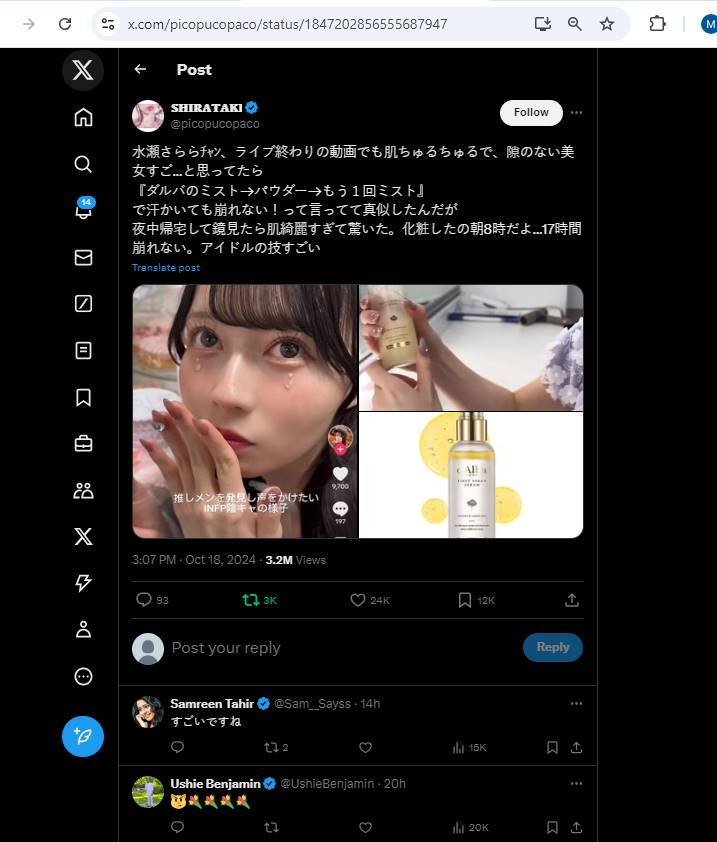 x.com/picopucopaco/status/1847202856555687947
M
Post
SHIRATAKI
@picopucopaco
Follow
水瀬さららﾁｬﾝ、ライブ終わりの動画でも肌ちゅるちゅるで、隙のない美
女すご...と思ってたら
『ダルバのミスト→パウダー→もう１回ミスト』
で汗かいても崩れない！って言ってて真似したんだが
夜中帰宅して鏡見たら肌綺麗すぎて驚いた。化粧したの朝8時だよ...17時間
崩れない。アイドルの技すごい
Translate post
14
9,700
197
推しメンを発見し声をかけたい
INFP陰キャの様子
d'Alba
FIRST SPRAY
SERUM
3:07 PM · Oct 18, 2024 · 3.2M Views
93
3K
24K
12K
Post your reply
Reply
Samreen Tahir @Sam__Sayss · 14h
すごいですね
2
15K
Ushie Benjamin @UshieBenjamin · 20h
20K